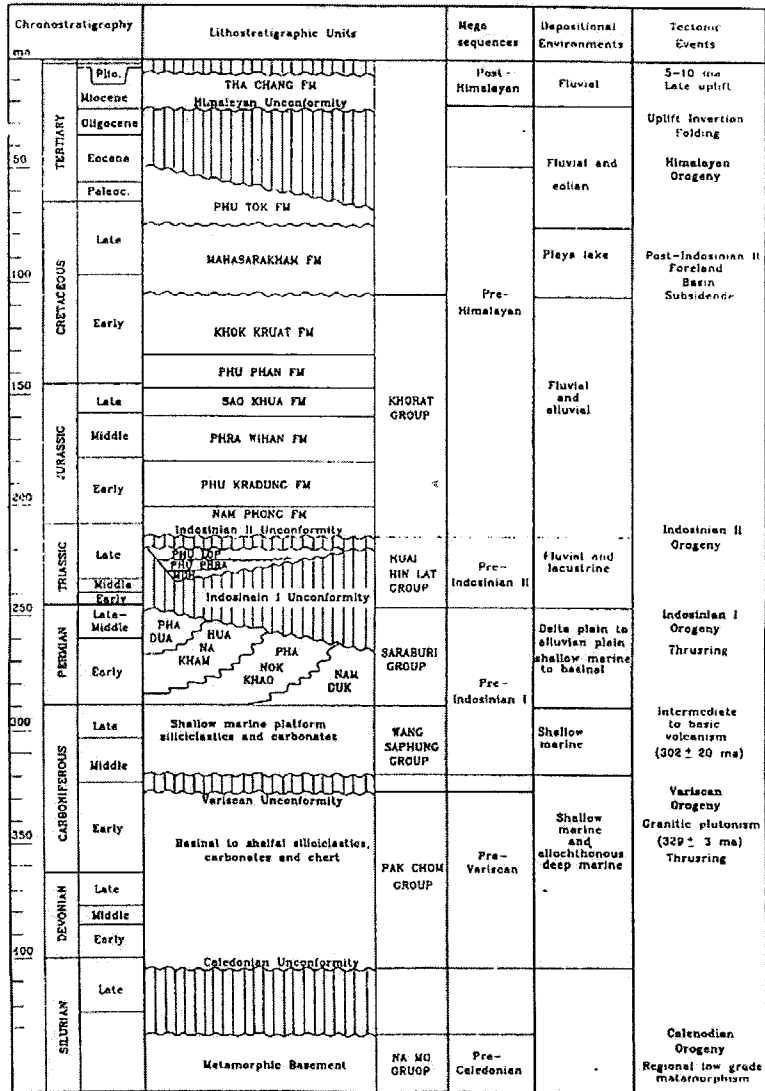 Chronostratigraphy
Lithostratigraphic Units
Mega
sequences
Depositional
Environments
Tectonic
Events
ma
TERTIARY
Plio.
Miocene
Oligocene
Eocene
Paleoc.
50
CRETACEOUS
Late
Early
100
150
JURASSIC
Late
Middle
Early
200
TRIASSIC
Late
Middle
Early
250
PERMIAN
Late-
Middle
Early
300
CARBONIFEROUS
Late
Middle
Early
350
DEVONIAN
Late
Middle
Early
400
SILURIAN
Late
THA CHANG FM
Himalayan Unconformity
PHU TOK FM
MAHASARAKHAM FM
KHOK KRUAT FM
PHU PHAN FM
SAO KHUA FM
PHRA WIHAN FM
PHU KRADUNG FM
NAM PHONG FM
Indosinian II Unconformity
PHU LOP
PHU PHRA
Indosinain I Unconformity
PHA
DUA
HUA
NA
KHAM
PHA
NOK
KHAO
NAM
DUK
Shallow marine platform
siliciclastics and carbonates
Variscan Unconformity
Basinal to shelfal siliciclastics,
carbonates and chert
Caledonian Unconformity
Metamorphic Basement
KHORAT
GROUP
HUAI
HIN LAT
GROUP
SARABURI
GROUP
WANG
SAPHUNG
GROUP
PAK CHOM
GROUP
NA MO
GRUOP
Post-
Himalayan
Pre-
Himalayan
Pre-
Indosinian II
Pre-
Indosinian I
Pre-
Variscan
Pre-
Caledonian
Fluvial
Fluvial and
eolian
Playa lake
Fluvial
and
alluvial
Fluvial and
lacustrine
Delta plain to
alluvian plain
shallow marine
to basinal
Shallow
marine
Shallow
marine
and
allochthonous
deep marine
5-10 ma
Late uplift
Uplift Invertion
Folding
Himalayan
Orogeny
Post-Indosinian II
Foreland
Basin
Subsidence
Indosinian II
Orogeny
Indosinian I
Orogeny
Thrusring
Intermediate
to basic
volcanism
(302 ± 20 ma)
Variscan
Orogeny
Granitic plutonism
(329 ± 3 ma)
Thrusring
Calenodian
Orogeny
Regional low grade
matamorphism